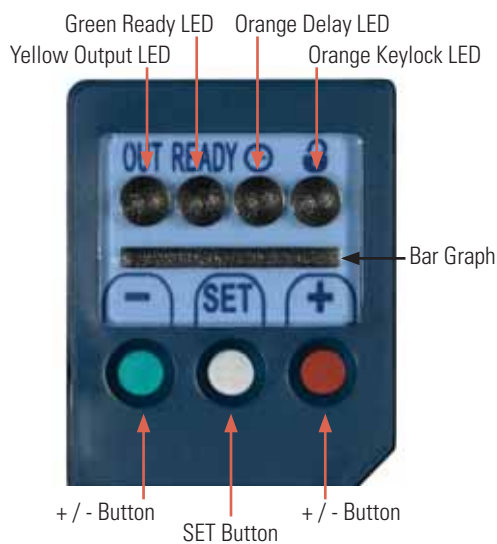 Green Ready LED Orange Delay LED
Yellow Output LED Orange Keylock LED
OUT READY
Bar Graph
− SET +
+ / - Button + / - Button
SET Button